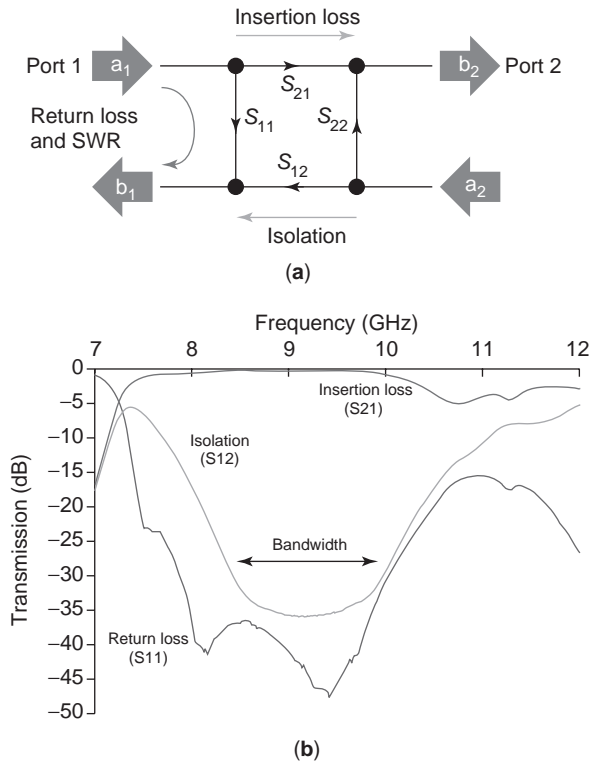 Insertion loss
Port 1
a1
b2
Port 2
S21
Return loss
and SWR
S11
S22
S12
b1
a2
Isolation
(a)
Frequency (GHz)
7 8 9 10 11 12
0
−5
−10
−15
−20
−25
−30
−35
−40
−45
−50
Transmission (dB)
Insertion loss
(S21)
Isolation
(S12)
Bandwidth
Return loss
(S11)
(b)